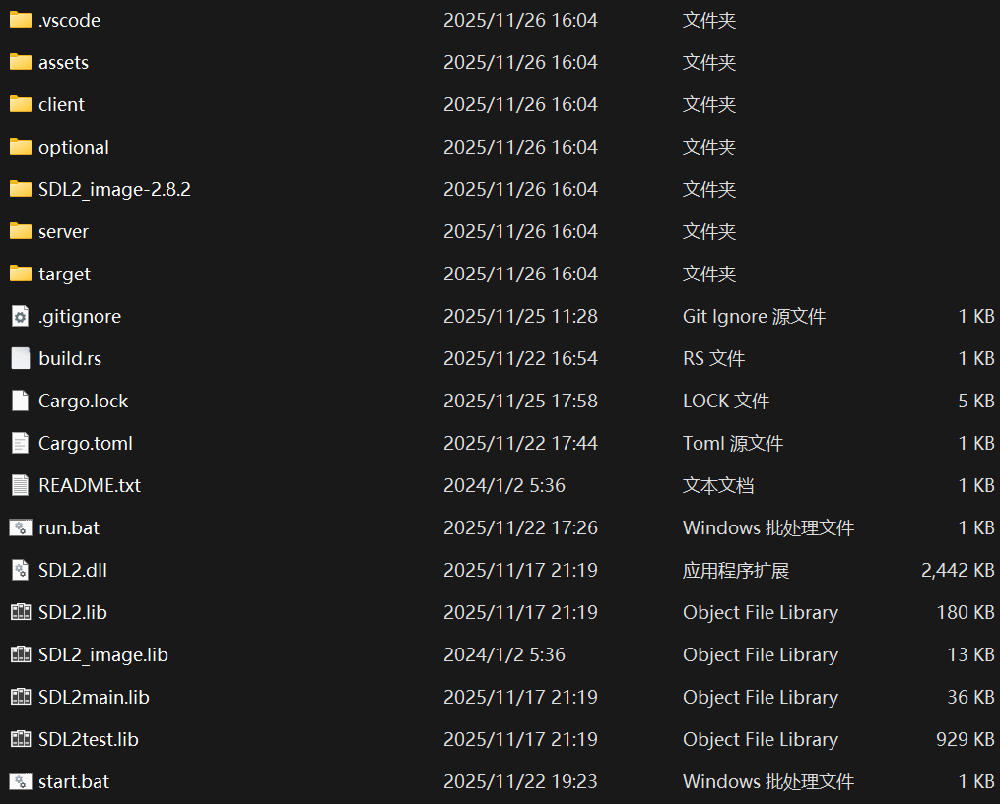 .vscode 2025/11/26 16:04 文件夹
assets 2025/11/26 16:04 文件夹
client 2025/11/26 16:04 文件夹
optional 2025/11/26 16:04 文件夹
SDL2_image-2.8.2 2025/11/26 16:04 文件夹
server 2025/11/26 16:04 文件夹
target 2025/11/26 16:04 文件夹
.gitignore 2025/11/25 11:28 Git Ignore 源文件 1 KB
build.rs 2025/11/22 16:54 RS 文件 1 KB
Cargo.lock 2025/11/25 17:58 LOCK 文件 5 KB
Cargo.toml 2025/11/22 17:44 Toml 源文件 1 KB
README.txt 2024/1/2 5:36 文本文档 1 KB
run.bat 2025/11/22 17:26 Windows 批处理文件 1 KB
SDL2.dll 2025/11/17 21:19 应用程序扩展 2,442 KB
SDL2.lib 2025/11/17 21:19 Object File Library 180 KB
SDL2_image.lib 2024/1/2 5:36 Object File Library 13 KB
SDL2main.lib 2025/11/17 21:19 Object File Library 36 KB
SDL2test.lib 2025/11/17 21:19 Object File Library 929 KB
start.bat 2025/11/22 19:23 Windows 批处理文件 1 KB